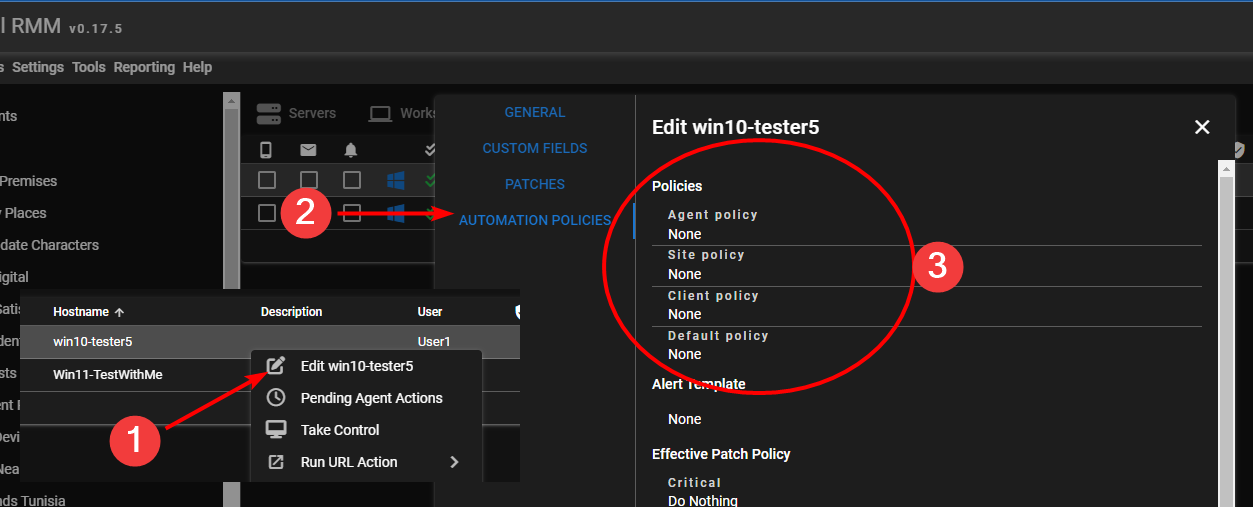 l RMM v0.17.5
s Settings Tools Reporting Help
nts
Premises
y Places
date Characters
igital
Satis
dent
sts
ent F
Devi
Near
nds Tunisia
Servers Works
2
Hostname Description User
win10-tester5 User1
Win11-TestWithMe
1
Edit win10-tester5
Pending Agent Actions
Take Control
Run URL Action
GENERAL
CUSTOM FIELDS
PATCHES
AUTOMATION POLICIES
Edit win10-tester5
Policies
Agent policy
None
Site policy
None
Client policy
None
Default policy
None
3
Alert Template
None
Effective Patch Policy
Critical
Do Nothing